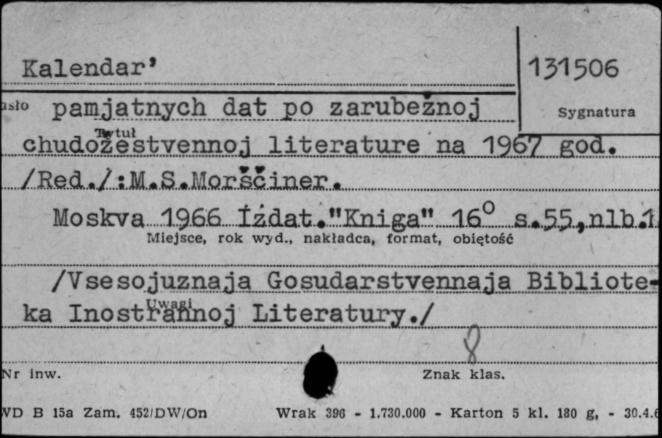 Kalendar'
131506
pamjatnych dat po zarubežnoj
Sygnatura
Tytuł
chudožestvennoj literature na 1967 god.
/Red./:M.S.Morščiner.
Moskva 1966 Izdat."Kniga" 16° s.55,nlb.1
Miejsce, rok wyd., nakładca, format, objętość
/Vsesojuznaja Gosudarstvennaja Bibliote-
Uwagi
ka Inostrannoj Literatury./
8
Nr inw.
Znak klas.
WD B 15a Zam. 452/DW/On Wrak 396 - 1.730.000 - Karton 5 kl. 180 g, - 30.4.6